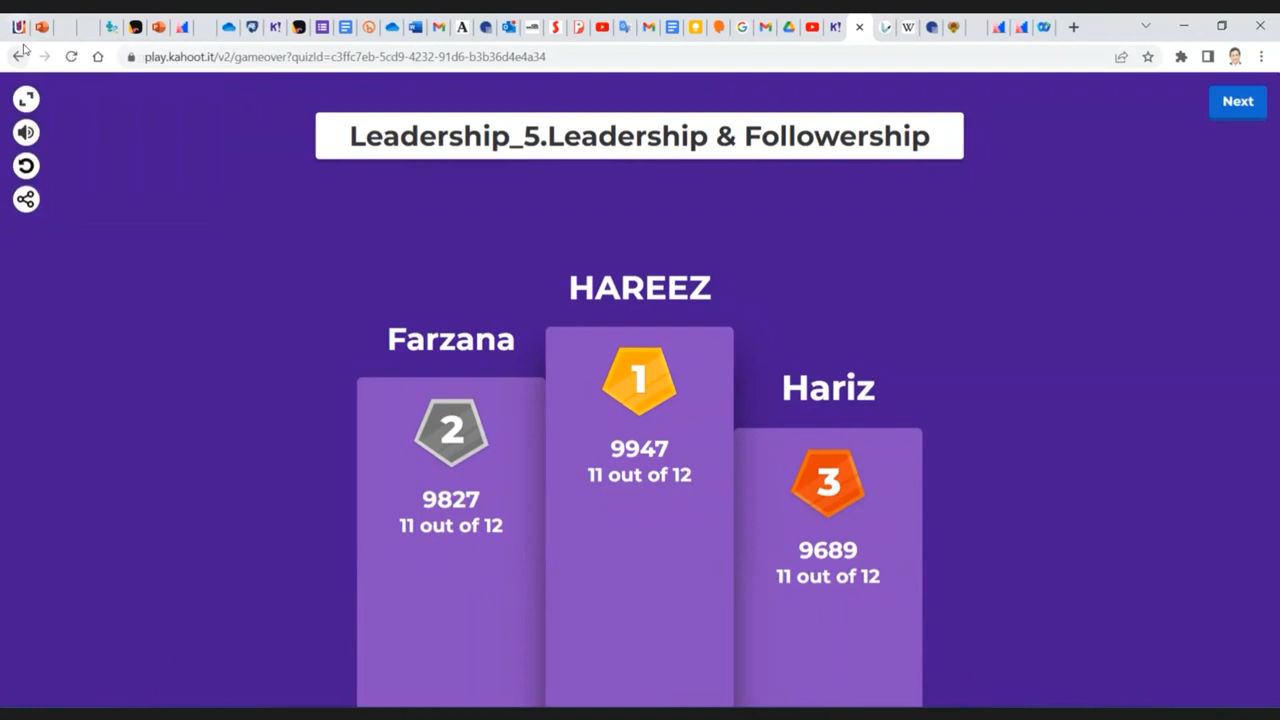 play.kahoot.it/v2/gameover?quizId=c3ffc7eb-5cd9-4232-91d6-b3b36d4e4a34
Next
Leadership_5.Leadership & Followership
HAREEZ
Farzana
Hariz
1
2
3
9947
11 out of 12
9827
11 out of 12
9689
11 out of 12